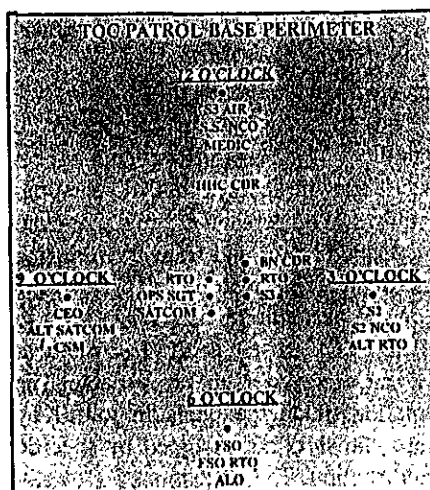 TOC PATROL BASE PERIMETER
12 O'CLOCK
S3 AIR
NCO
MEDIC
HHC CDR
BN CDR
9 O'CLOCK
RTO
RTO
3 O'CLOCK
OPS SGT
S3
SATCOM
CEO
ALT SATCOM
CSM
S2
S2 NCO
ALT RTO
6 O'CLOCK
FSO
FSO RTO
ALO